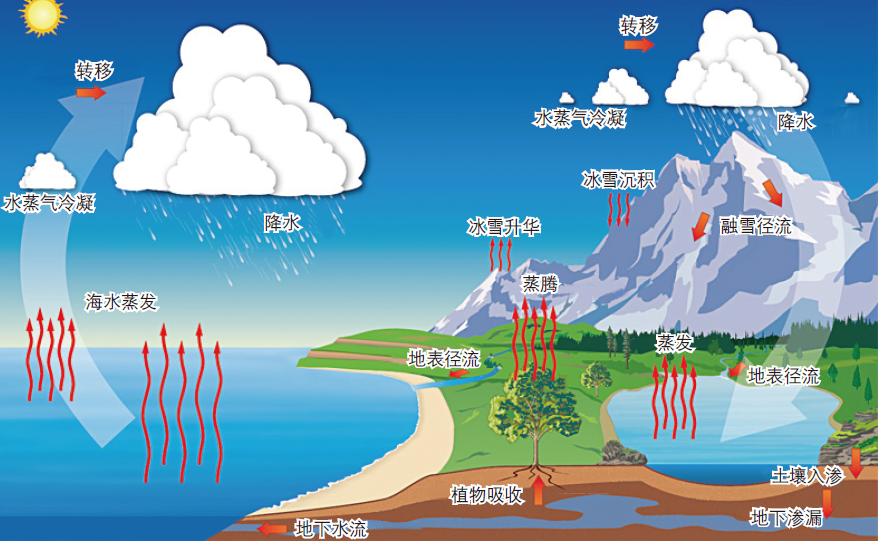 转移
转移
水蒸气冷凝
降水
水蒸气冷凝
降水
冰雪沉积
冰雪升华
融雪径流
海水蒸发
蒸腾
蒸发
地表径流
地表径流
植物吸收
土壤入渗
地下渗漏
地下水流